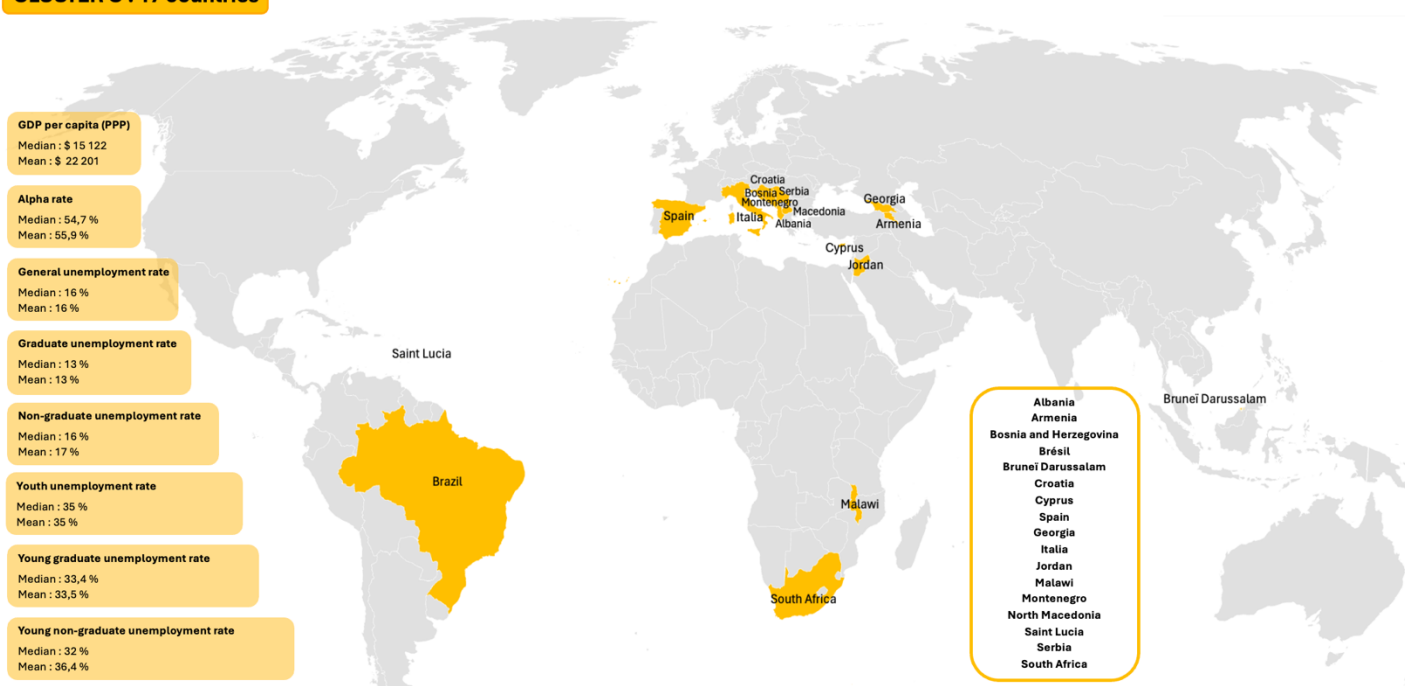 CLUSTER 3 : 17 countries
GDP per capita (PPP)
Median : $ 15 122
Mean : $ 22 201
Alpha rate
Median : 54,7 %
Mean : 55,9 %
General unemployment rate
Median : 16 %
Mean : 16 %
Graduate unemployment rate
Median : 13 %
Mean : 13 %
Non-graduate unemployment rate
Median : 16 %
Mean : 17 %
Youth unemployment rate
Median : 35 %
Mean : 35 %
Young graduate unemployment rate
Median : 33,4 %
Mean : 33,5 %
Young non-graduate unemployment rate
Median : 32 %
Mean : 36,4 %
Croatia
Bosnia
Serbia
Montenegro
Spain
Italia
Macedonia
Albania
Georgia
Armenia
Cyprus
Jordan
Saint Lucia
Brazil
Malawi
South Africa
Bruneï Darussalam
Albania
Armenia
Bosnia and Herzegovina
Brésil
Bruneï Darussalam
Croatia
Cyprus
Spain
Georgia
Italia
Jordan
Malawi
Montenegro
North Macedonia
Saint Lucia
Serbia
South Africa